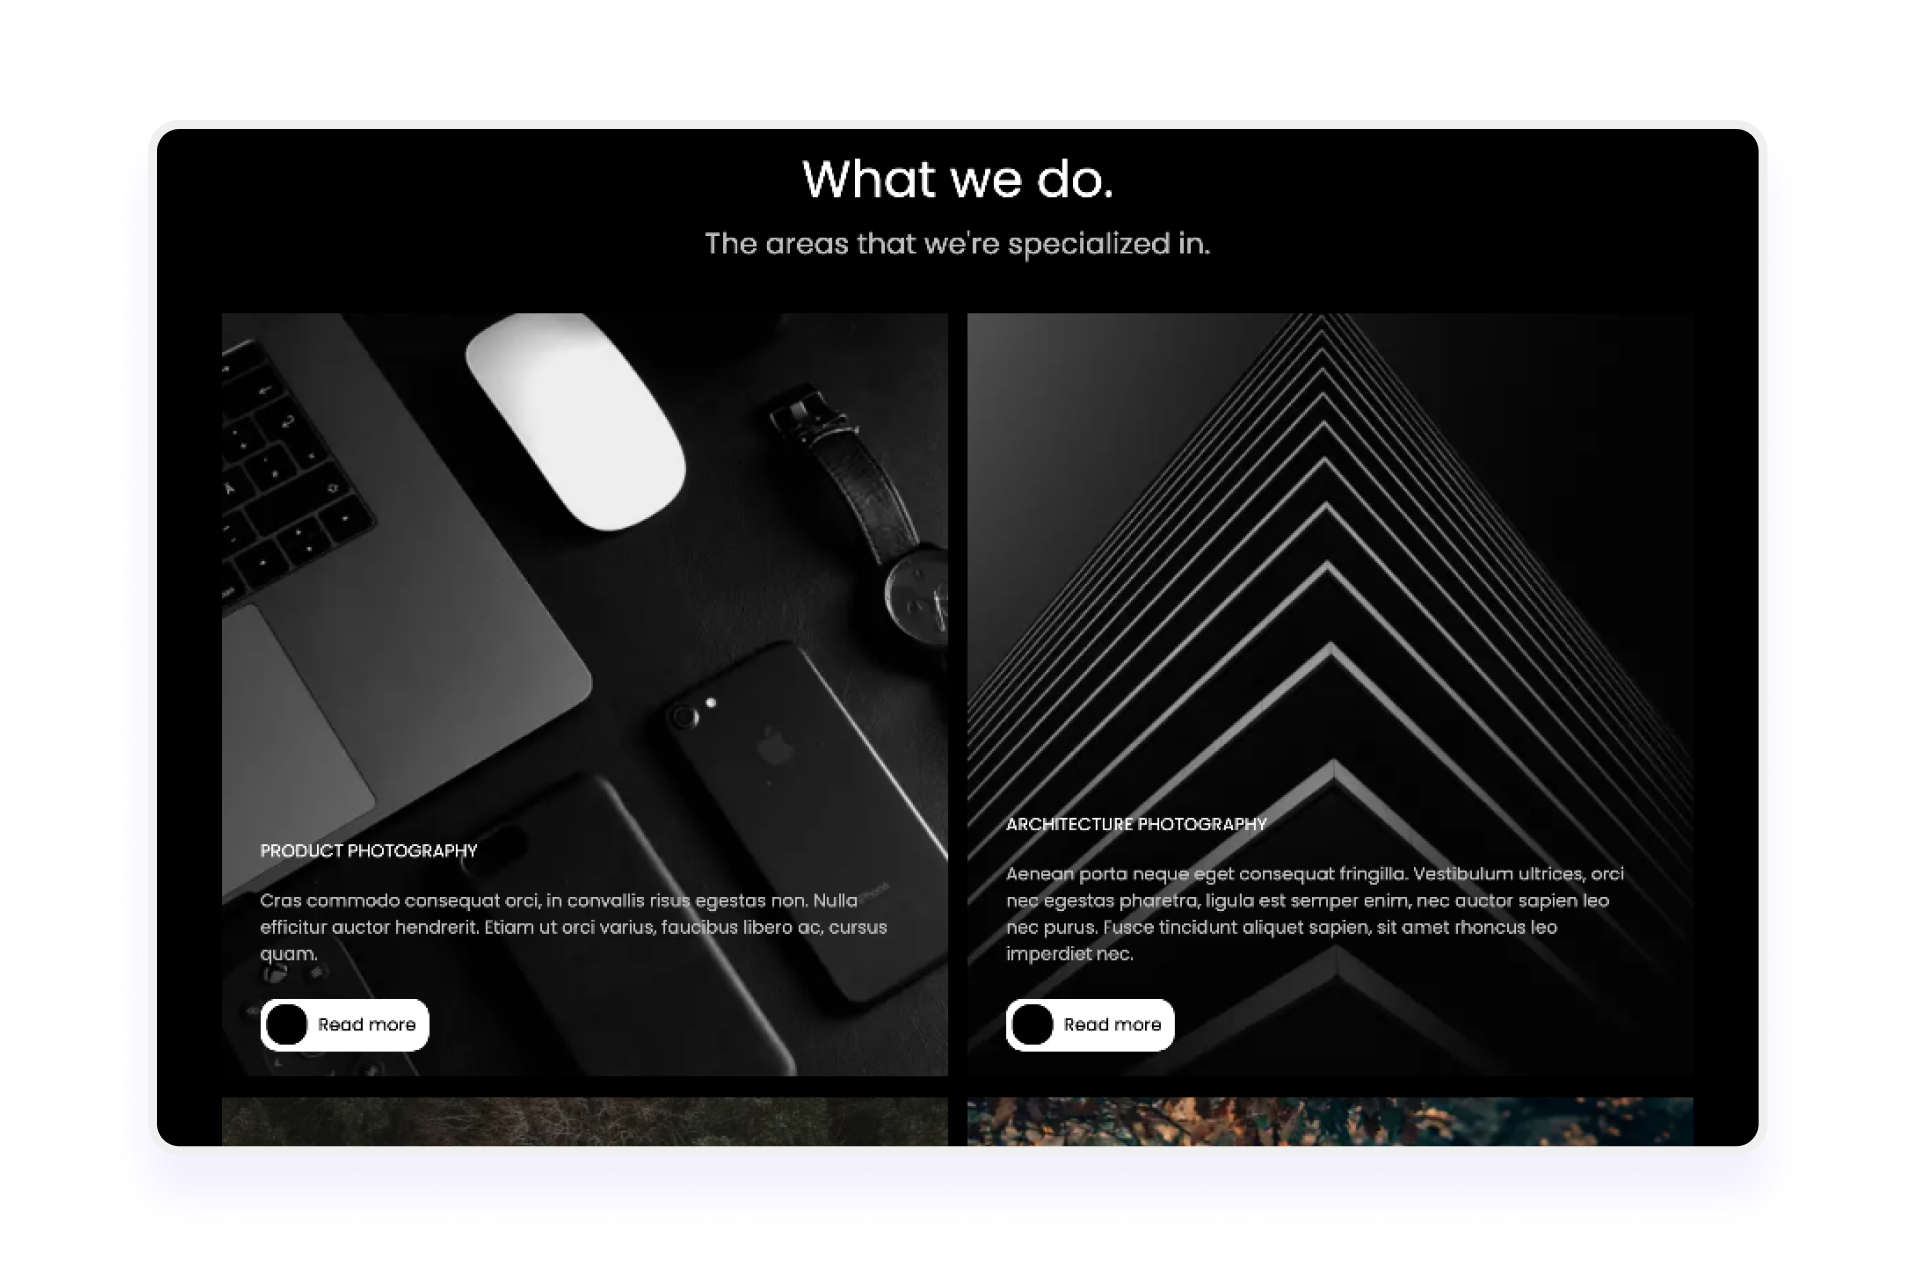 What we do.
The areas that we're specialized in.
PRODUCT PHOTOGRAPHY
Cras commodo consequat orci, in convallis risus egestas non. Nulla
efficitur auctor hendrerit. Etiam ut orci varius, faucibus libero ac, cursus
quam.
Read more
ARCHITECTURE PHOTOGRAPHY
Aenean porta neque eget consequat fringilla. Vestibulum ultrices, orci
nec egestas pharetra, ligula est semper enim, nec auctor sapien leo
nec purus. Fusce tincidunt aliquet sapien, sit amet rhoncus leo
imperdiet nec.
Read more
iPhone